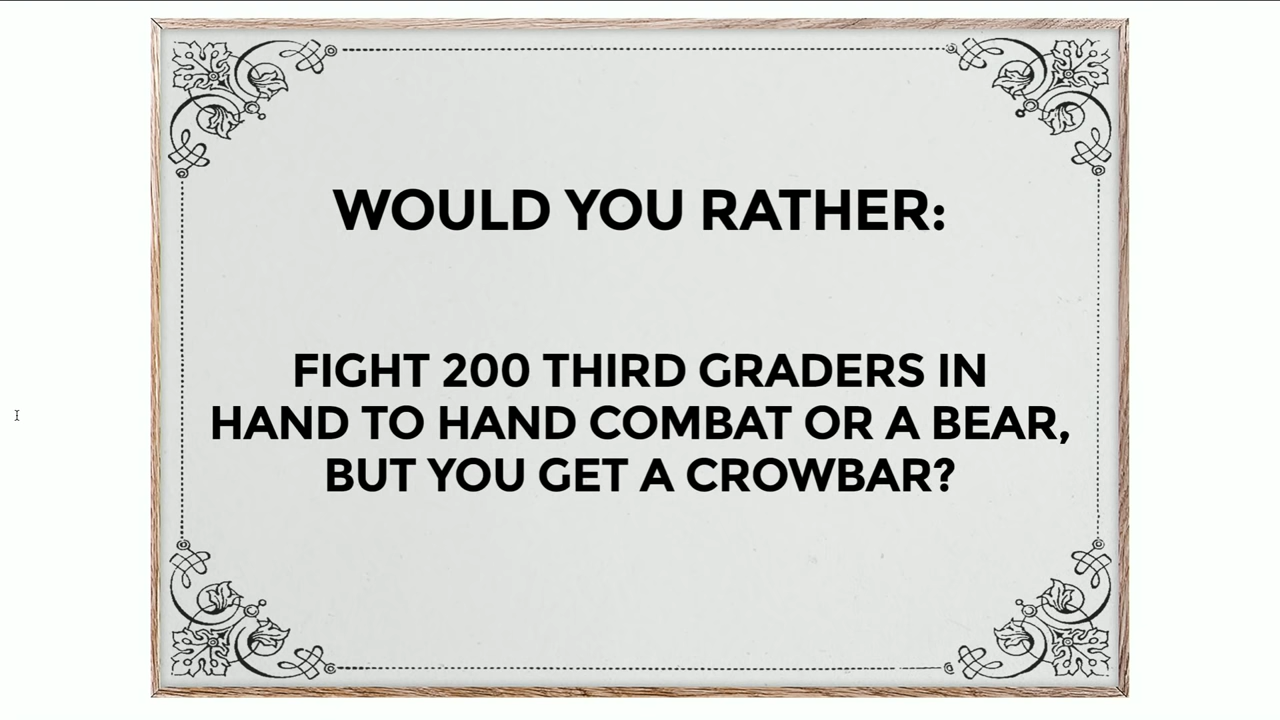 WOULD YOU RATHER:
FIGHT 200 THIRD GRADERS IN
HAND TO HAND COMBAT OR A BEAR,
BUT YOU GET A CROWBAR?